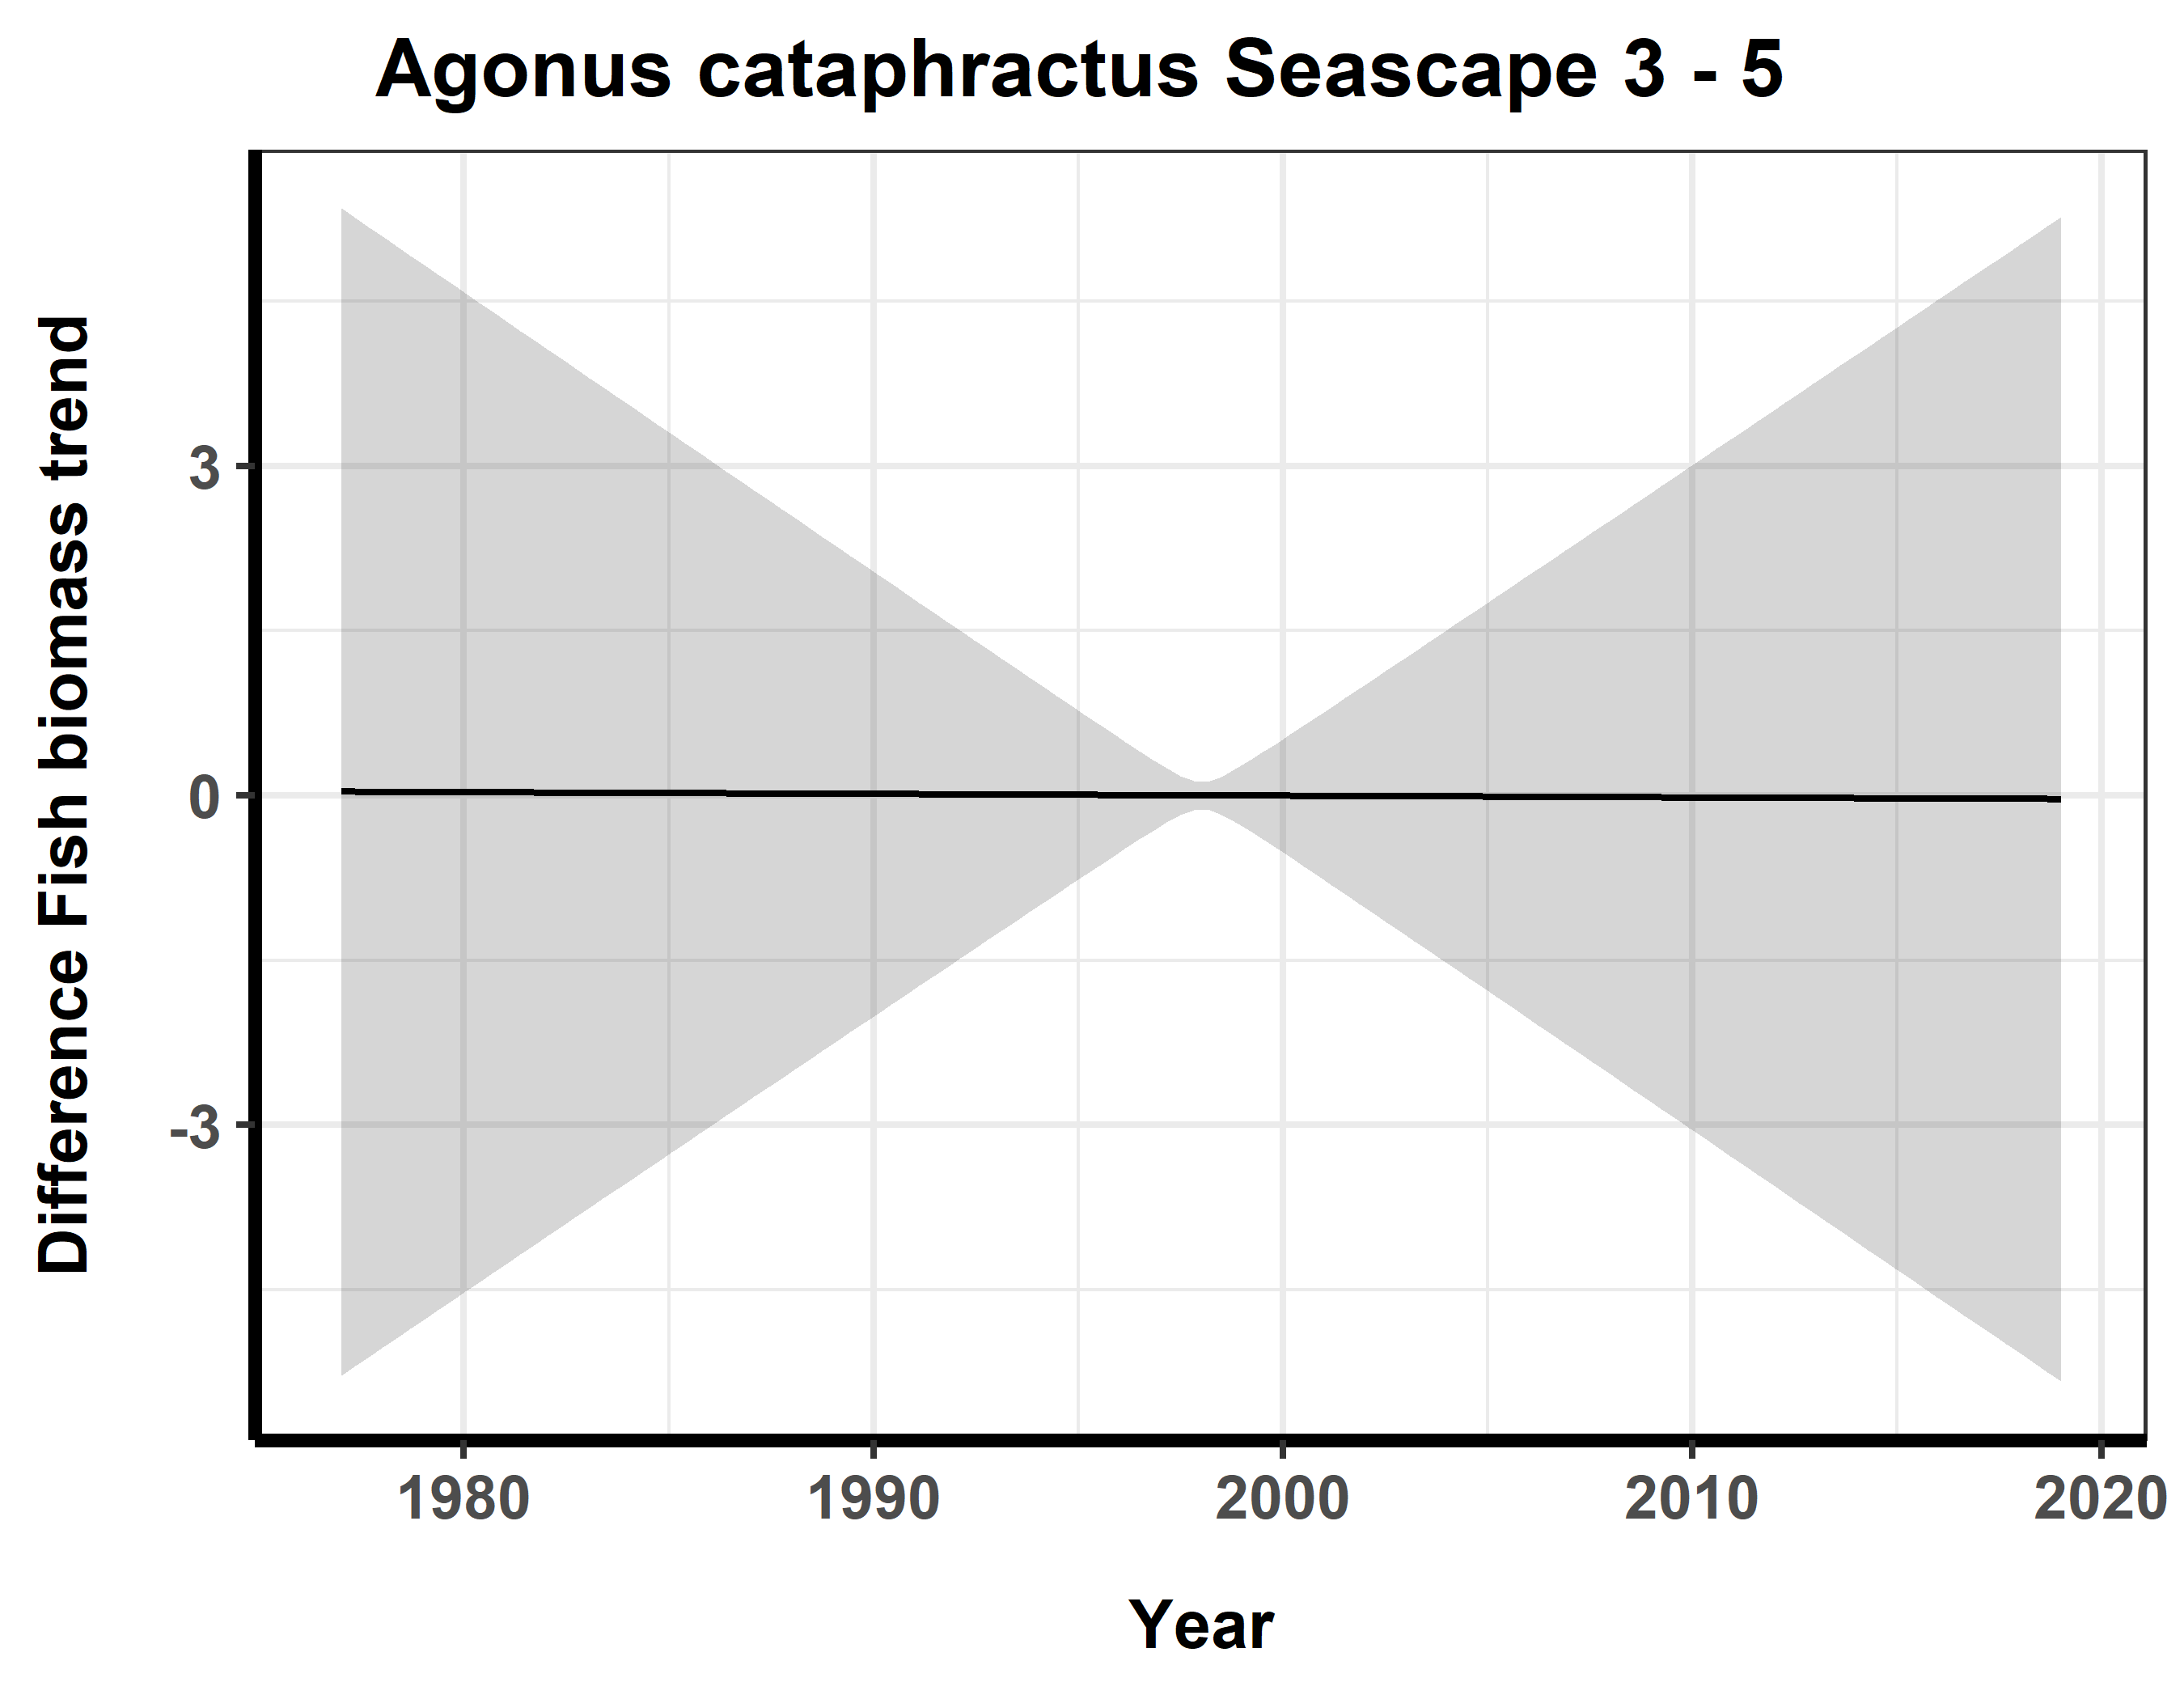 Agonus cataphractus Seascape 3 - 5
Difference Fish biomass trend
3
0
-3
1980
1990
2000
2010
2020
Year